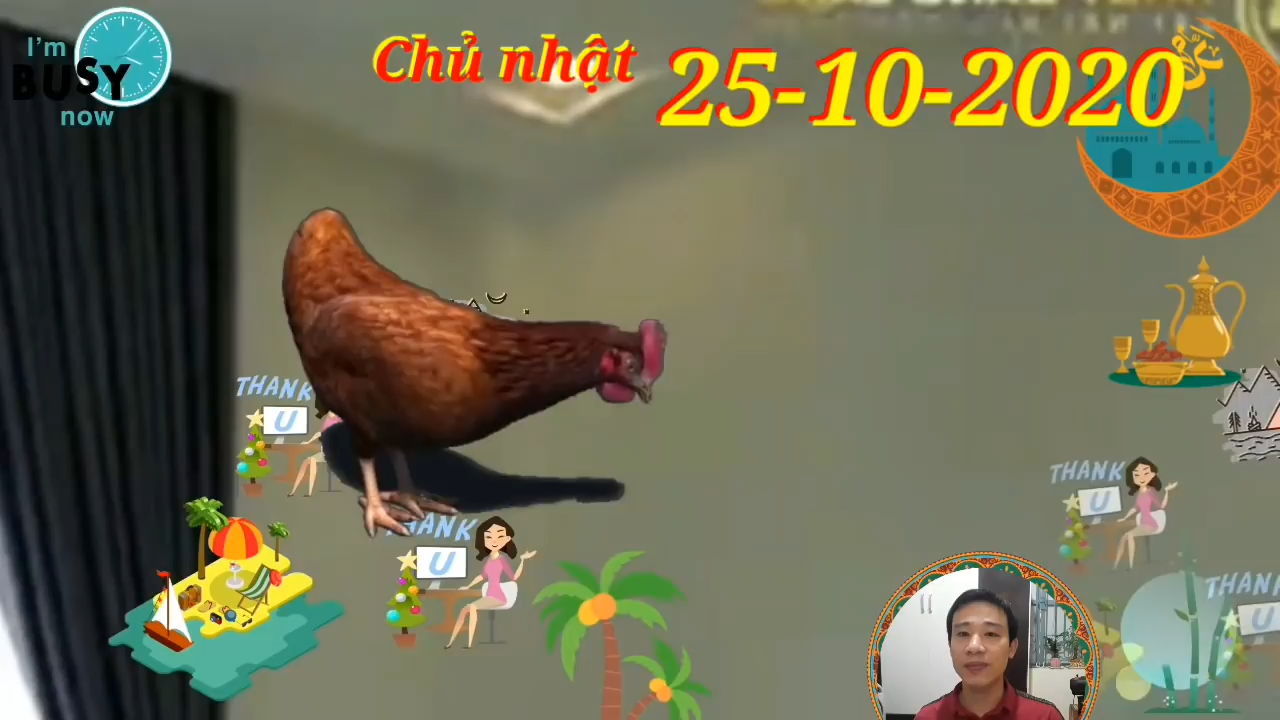 I'm
BUSY
now
Chủ nhật 25-10-2020
THANK
U
THANK
U
THANK
U
THANK
U